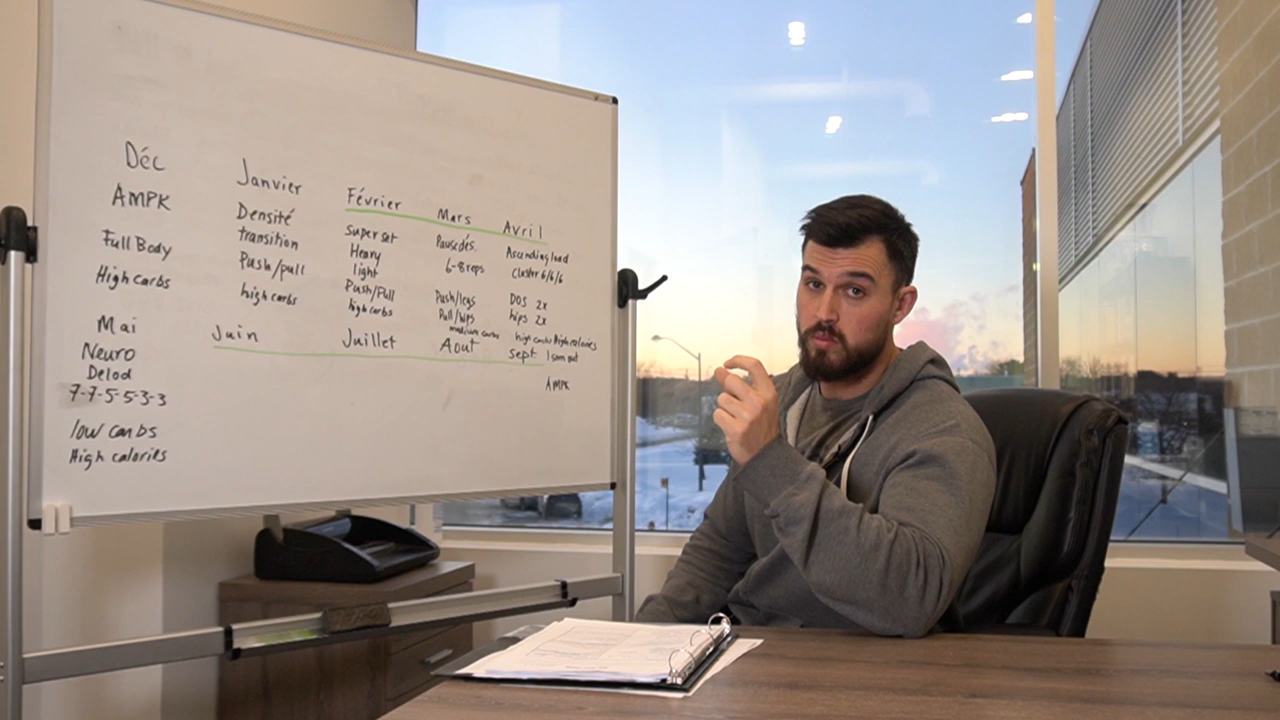 Déc
AMPK
Full Body
High carbs
Janvier
Densité
transition
Push/pull
high carbs
Février
Super set
Heavy
light
Push/Pull
high carbs
Mars
Pausedés
6-8 reps
Push/legs
Pull/hips
medium carbs
Avril
Ascending load
Cluster 6/6/6
DOS 2x
hips 2x
high carbs High calories
Mai
Neuro
Delod
7-7-5-5-3-3
low carbs
High calories
Juin
Juillet
Aout
Sept
AMPK